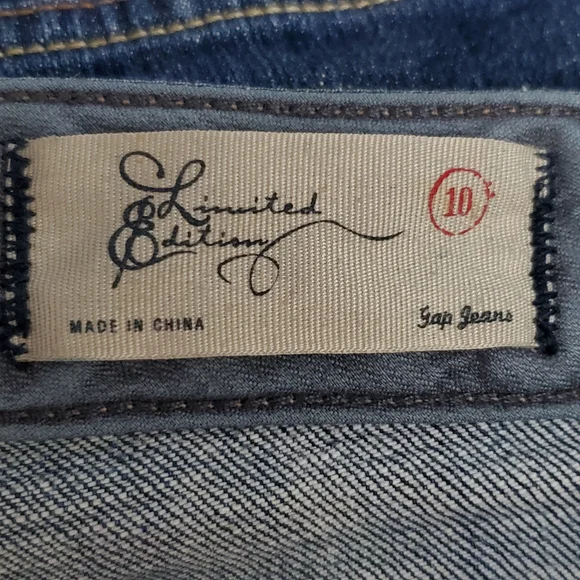 Limited
Edition
10
MADE IN CHINA
gap Jeans